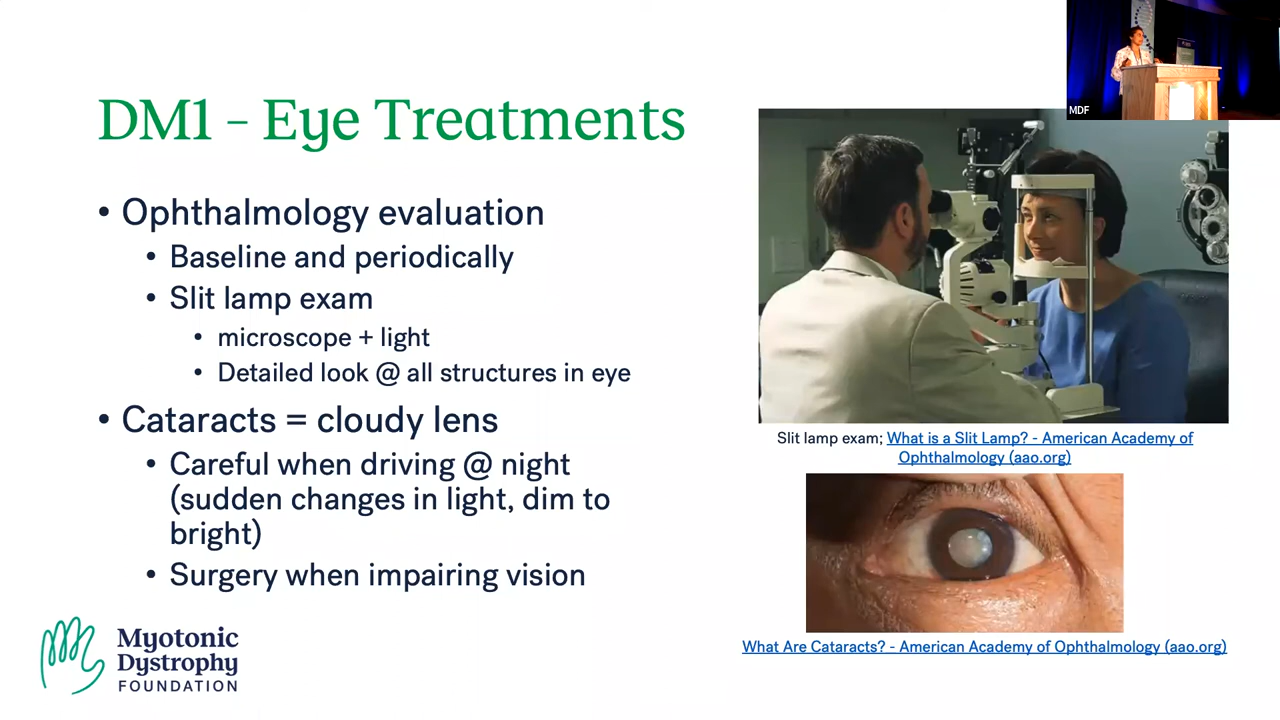 MDF
DM1 – Eye Treatments
• Ophthalmology evaluation
• Baseline and periodically
• Slit lamp exam
• microscope + light
• Detailed look @ all structures in eye
• Cataracts = cloudy lens
• Careful when driving @ night
(sudden changes in light, dim to
bright)
• Surgery when impairing vision
Slit lamp exam; What is a Slit Lamp? - American Academy of
Ophthalmology (aao.org)
What Are Cataracts? - American Academy of Ophthalmology (aao.org)
Myotonic
Dystrophy
FOUNDATION